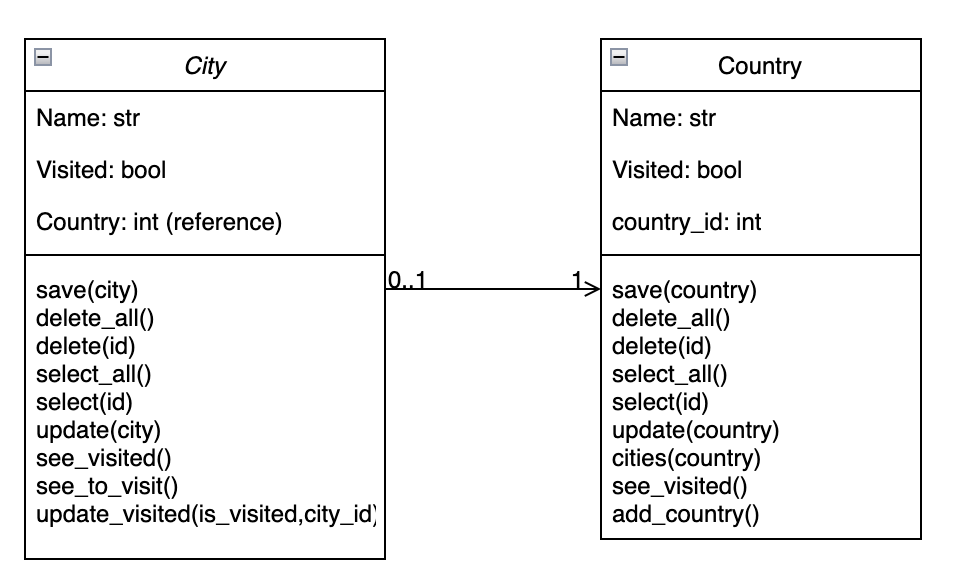 City
Name: str
Visited: bool
Country: int (reference)
save(city)
delete_all()
delete(id)
select_all()
select(id)
update(city)
see_visited()
see_to_visit()
update_visited(is_visited,city_id)
0..1
1
Country
Name: str
Visited: bool
country_id: int
save(country)
delete_all()
delete(id)
select_all()
select(id)
update(country)
cities(country)
see_visited()
add_country()